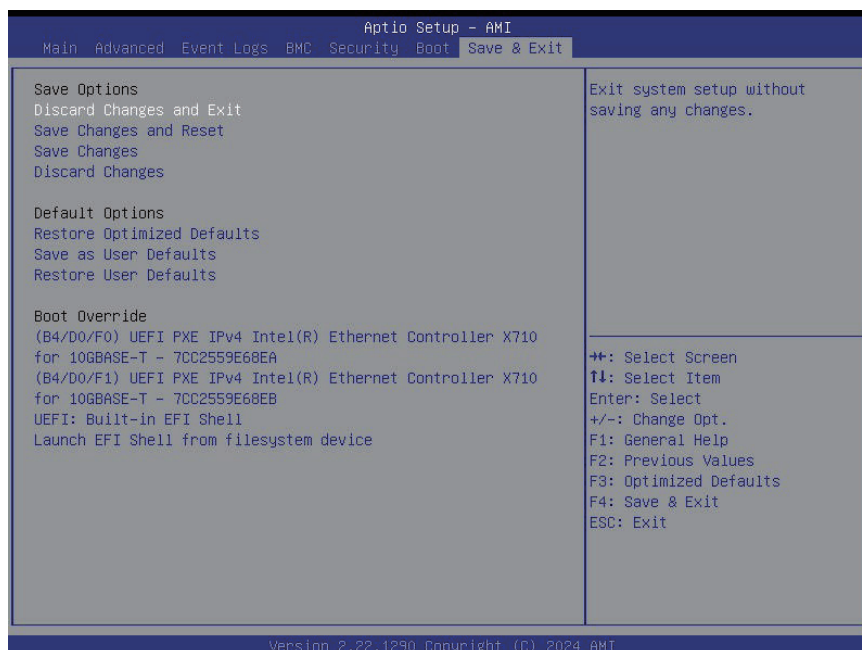 Aptio Setup – AMI
Main Advanced Event Logs BMC Security Boot Save & Exit
Save Options
Discard Changes and Exit
Save Changes and Reset
Save Changes
Discard Changes
Default Options
Restore Optimized Defaults
Save as User Defaults
Restore User Defaults
Boot Override
(B4/D0/F0) UEFI PXE IPv4 Intel(R) Ethernet Controller X710
for 10GBASE-T – 7CC2559E68EA
(B4/D0/F1) UEFI PXE IPv4 Intel(R) Ethernet Controller X710
for 10GBASE-T – 7CC2559E68EB
UEFI: Built-in EFI Shell
Launch EFI Shell from filesystem device
Exit system setup without
saving any changes.
→←: Select Screen
↑↓: Select Item
Enter: Select
+/-: Change Opt.
F1: General Help
F2: Previous Values
F3: Optimized Defaults
F4: Save & Exit
ESC: Exit
Version 2.22.1290 Copyright (C) 2024 AMI